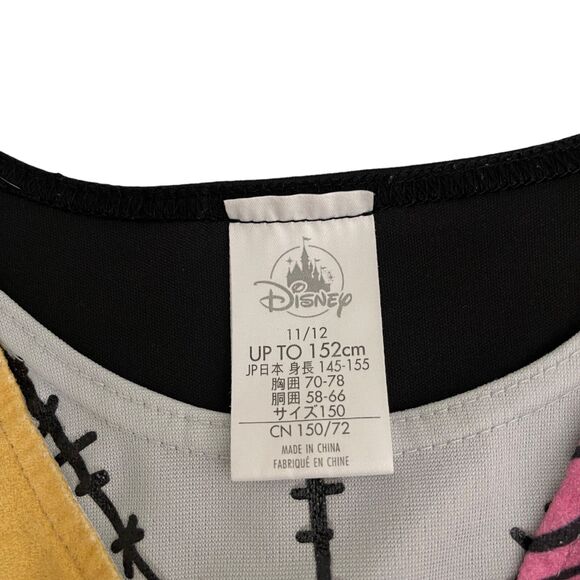 Disney
11/12
UP TO 152cm
JP日本 身長 145-155
胸囲 70-78
胴囲 58-66
サイズ150
CN 150/72
MADE IN CHINA
FABRIQUÉ EN CHINE